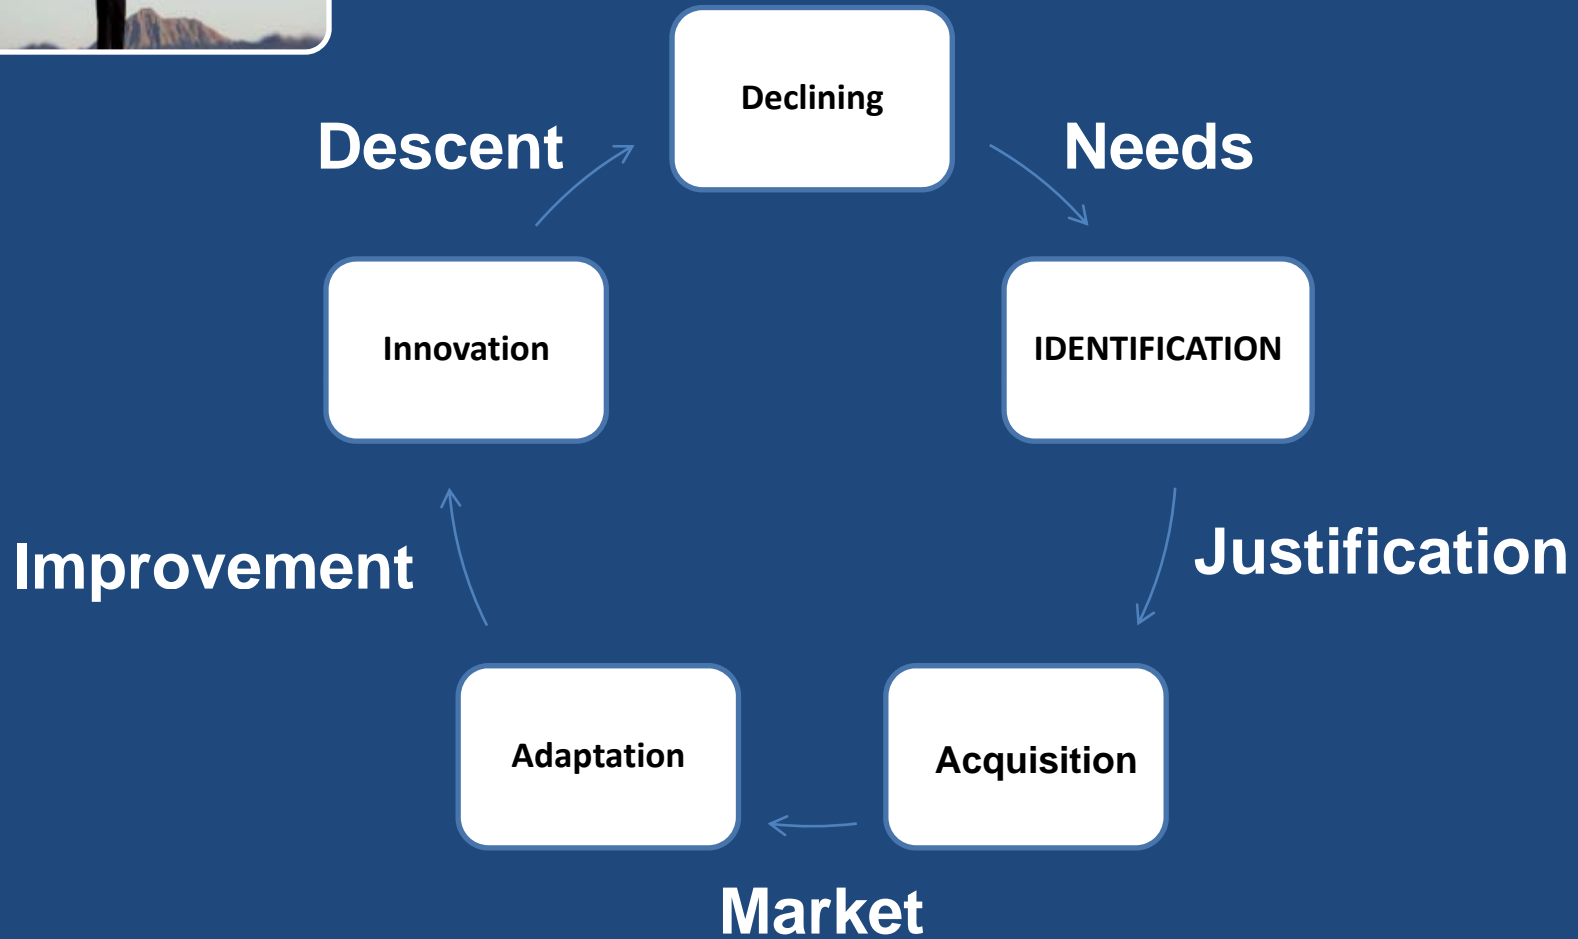 Declining
Descent
Needs
Innovation
IDENTIFICATION
Improvement
Justification
Adaptation
Acquisition
Market